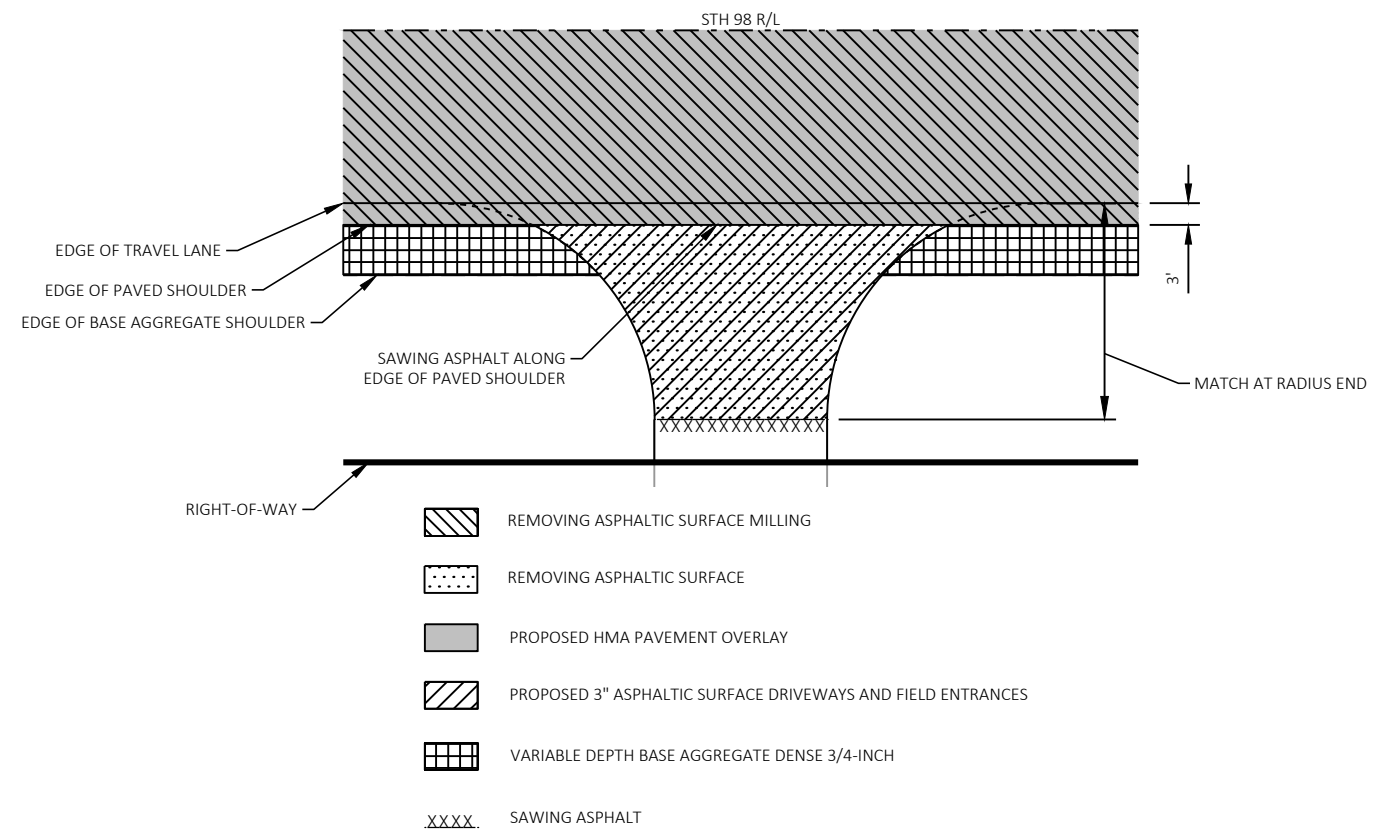 STH 98 R/L
EDGE OF TRAVEL LANE
EDGE OF PAVED SHOULDER
EDGE OF BASE AGGREGATE SHOULDER
SAWING ASPHALT ALONG
EDGE OF PAVED SHOULDER
3'
MATCH AT RADIUS END
XXXXXXXXXXXXXX
RIGHT-OF-WAY
REMOVING ASPHALTIC SURFACE MILLING
REMOVING ASPHALTIC SURFACE
PROPOSED HMA PAVEMENT OVERLAY
PROPOSED 3" ASPHALTIC SURFACE DRIVEWAYS AND FIELD ENTRANCES
VARIABLE DEPTH BASE AGGREGATE DENSE 3/4-INCH
XXXX SAWING ASPHALT